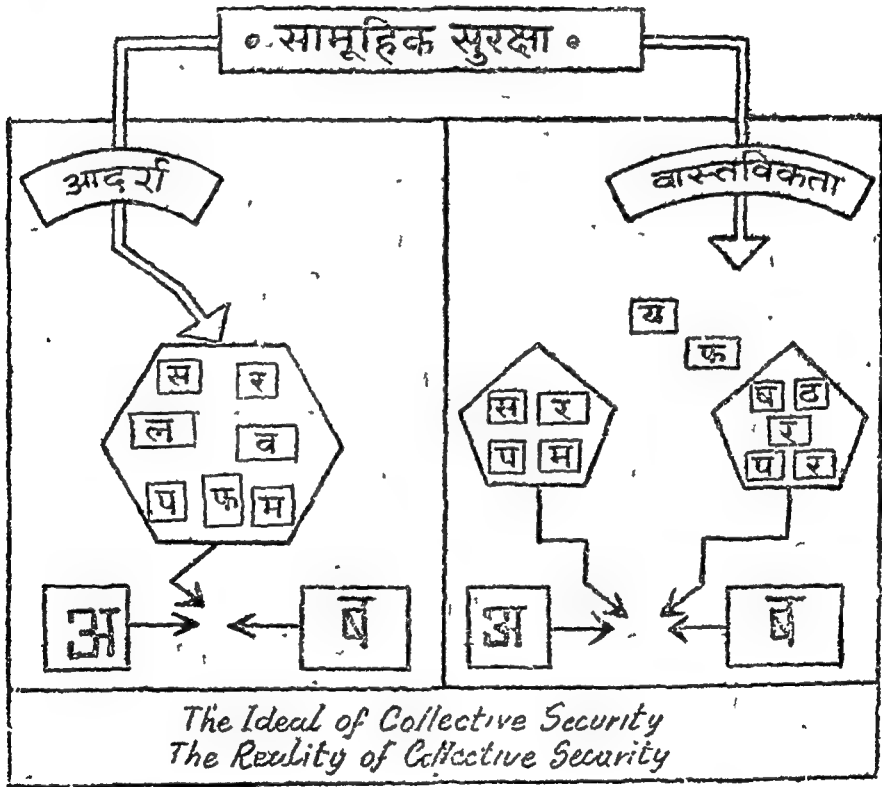 सामूहिक सुरक्षा
आदर्श
वास्तविकता
य
फ
स र
ल व
प फ म
स र
प म
ब ठ
र
प र
अ ब
अ ब
The Ideal of Collective Security
The Reality of Collective Security